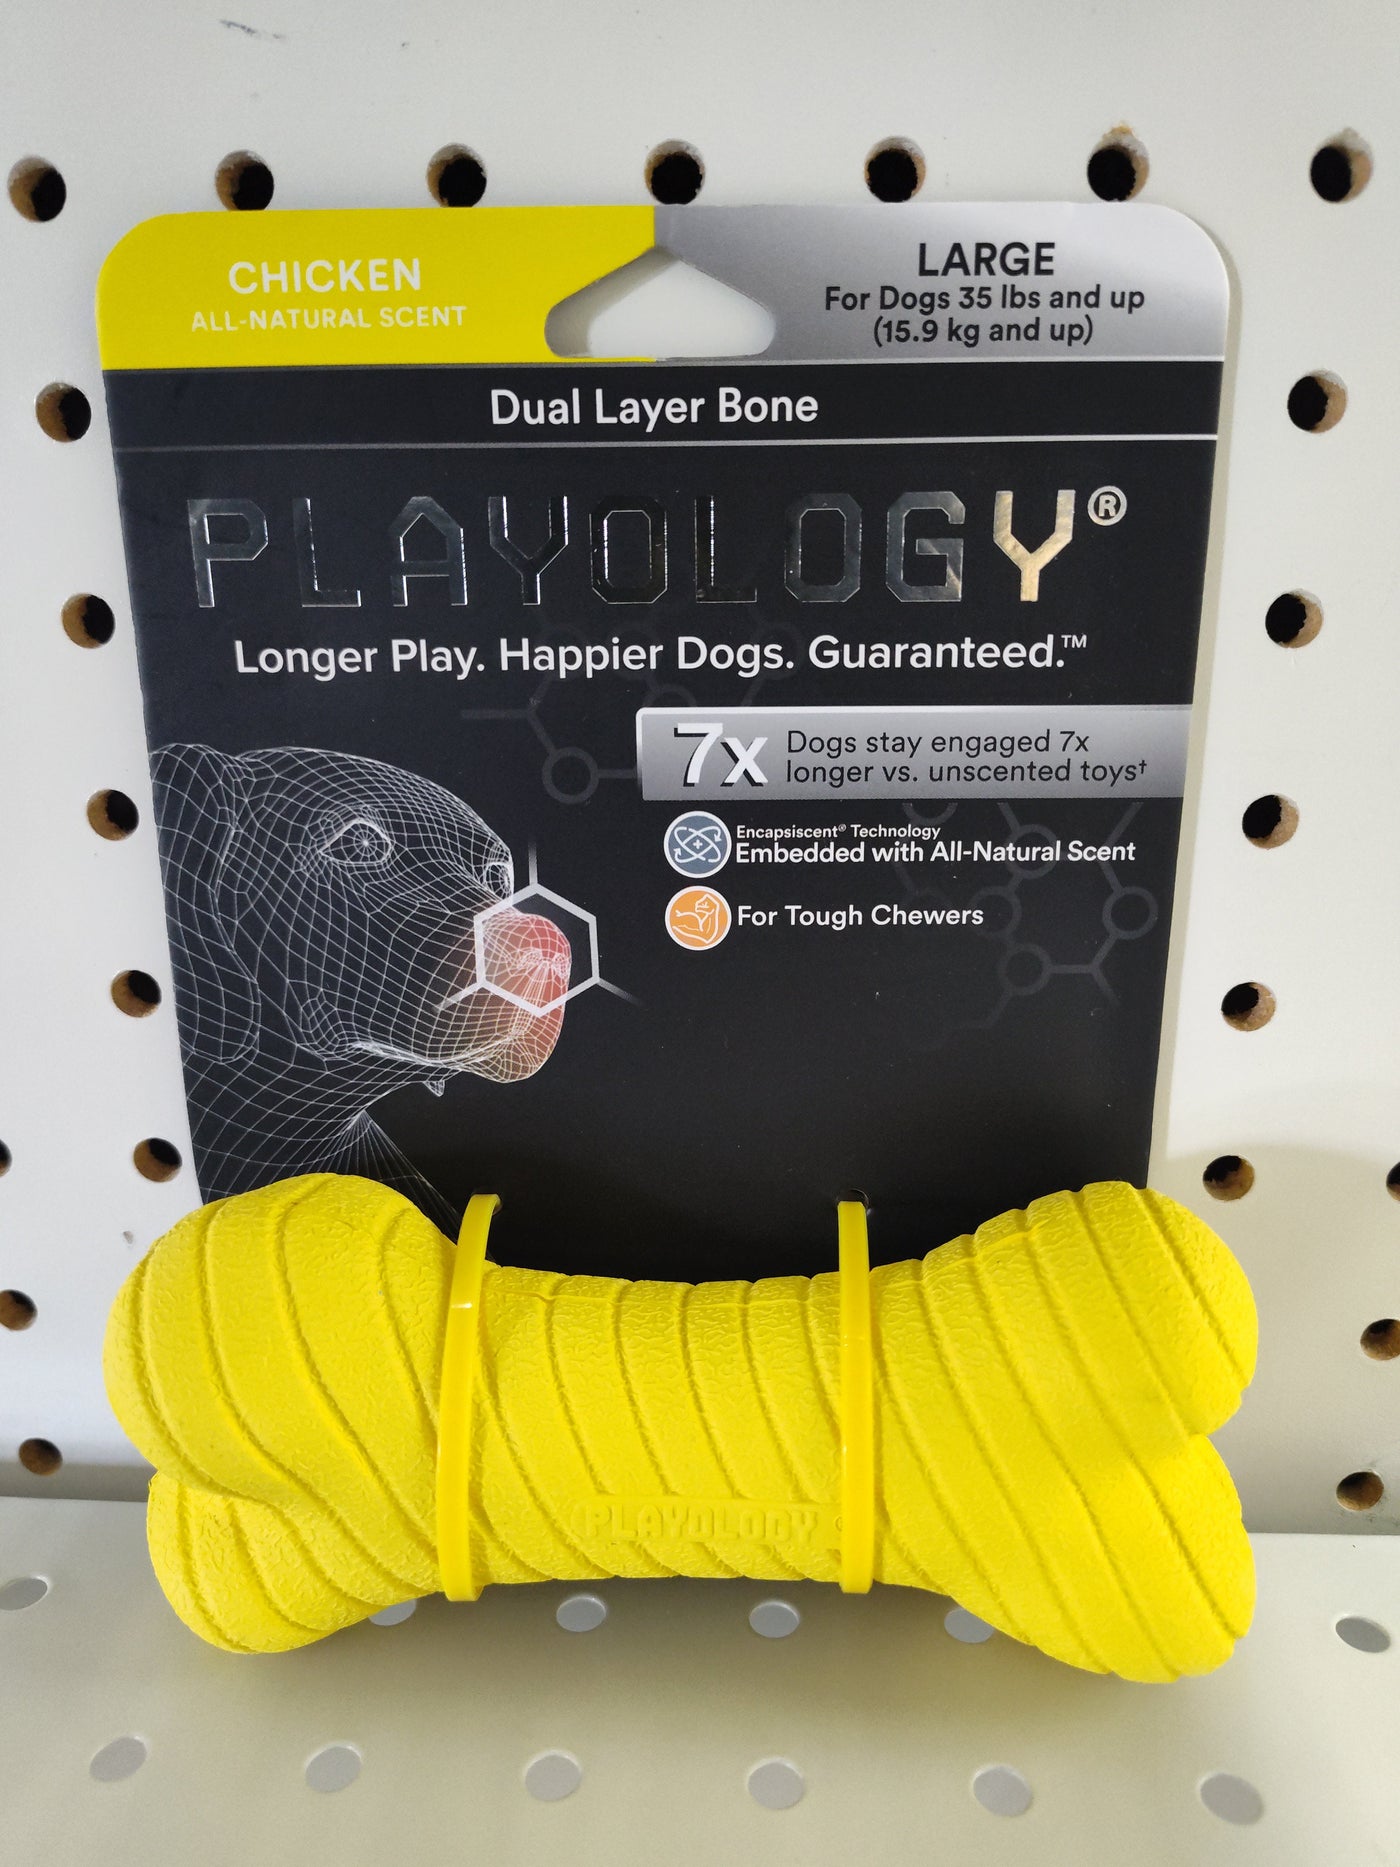 CHICKEN
ALL-NATURAL SCENT
LARGE
For Dogs 35 lbs and up
(15.9 kg and up)
Dual Layer Bone
PLAYOLOGY®
Longer Play. Happier Dogs. Guaranteed.™
7x
Dogs stay engaged 7x
longer vs. unscented toys†
Encapsiscent® Technology
Embedded with All-Natural Scent
For Tough Chewers
PLAYOLOGY